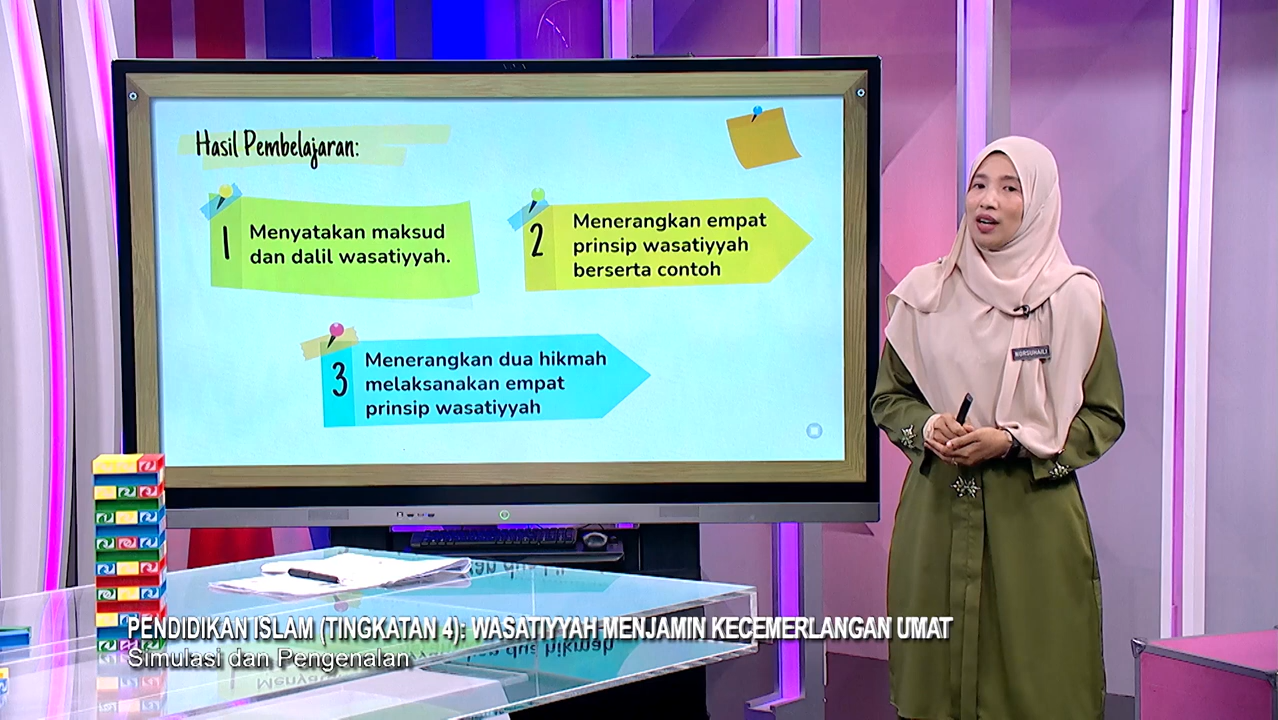 Hasil Pembelajaran:
1
Menyatakan maksud
dan dalil wasatiyyah.
2
Menerangkan empat
prinsip wasatiyyah
berserta contoh
3
Menerangkan dua hikmah
melaksanakan empat
prinsip wasatiyyah
NORSUHAILI
PENDIDIKAN ISLAM (TINGKATAN 4): WASATIYYAH MENJAMIN KECEMERLANGAN UMAT
Simulasi dan Pengenalan